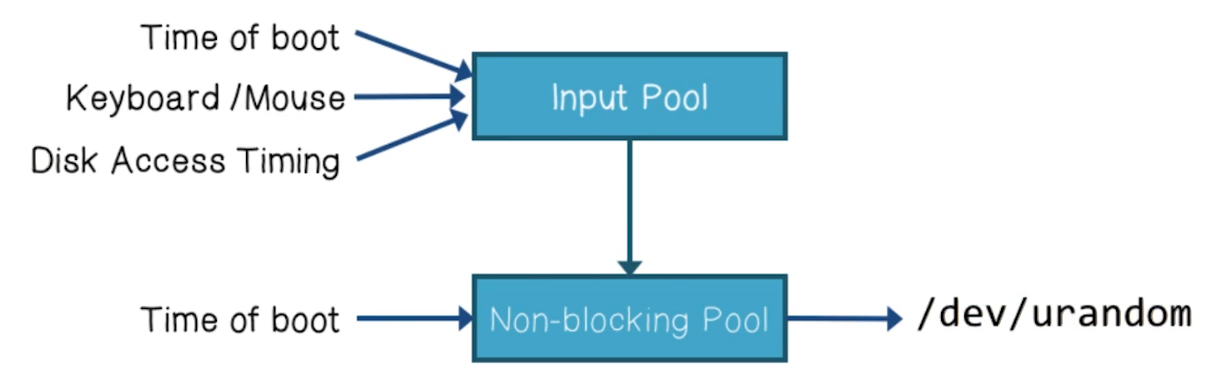 Time of boot
Keyboard /Mouse
Disk Access Timing
Input Pool
Time of boot
Non-blocking Pool
/dev/urandom